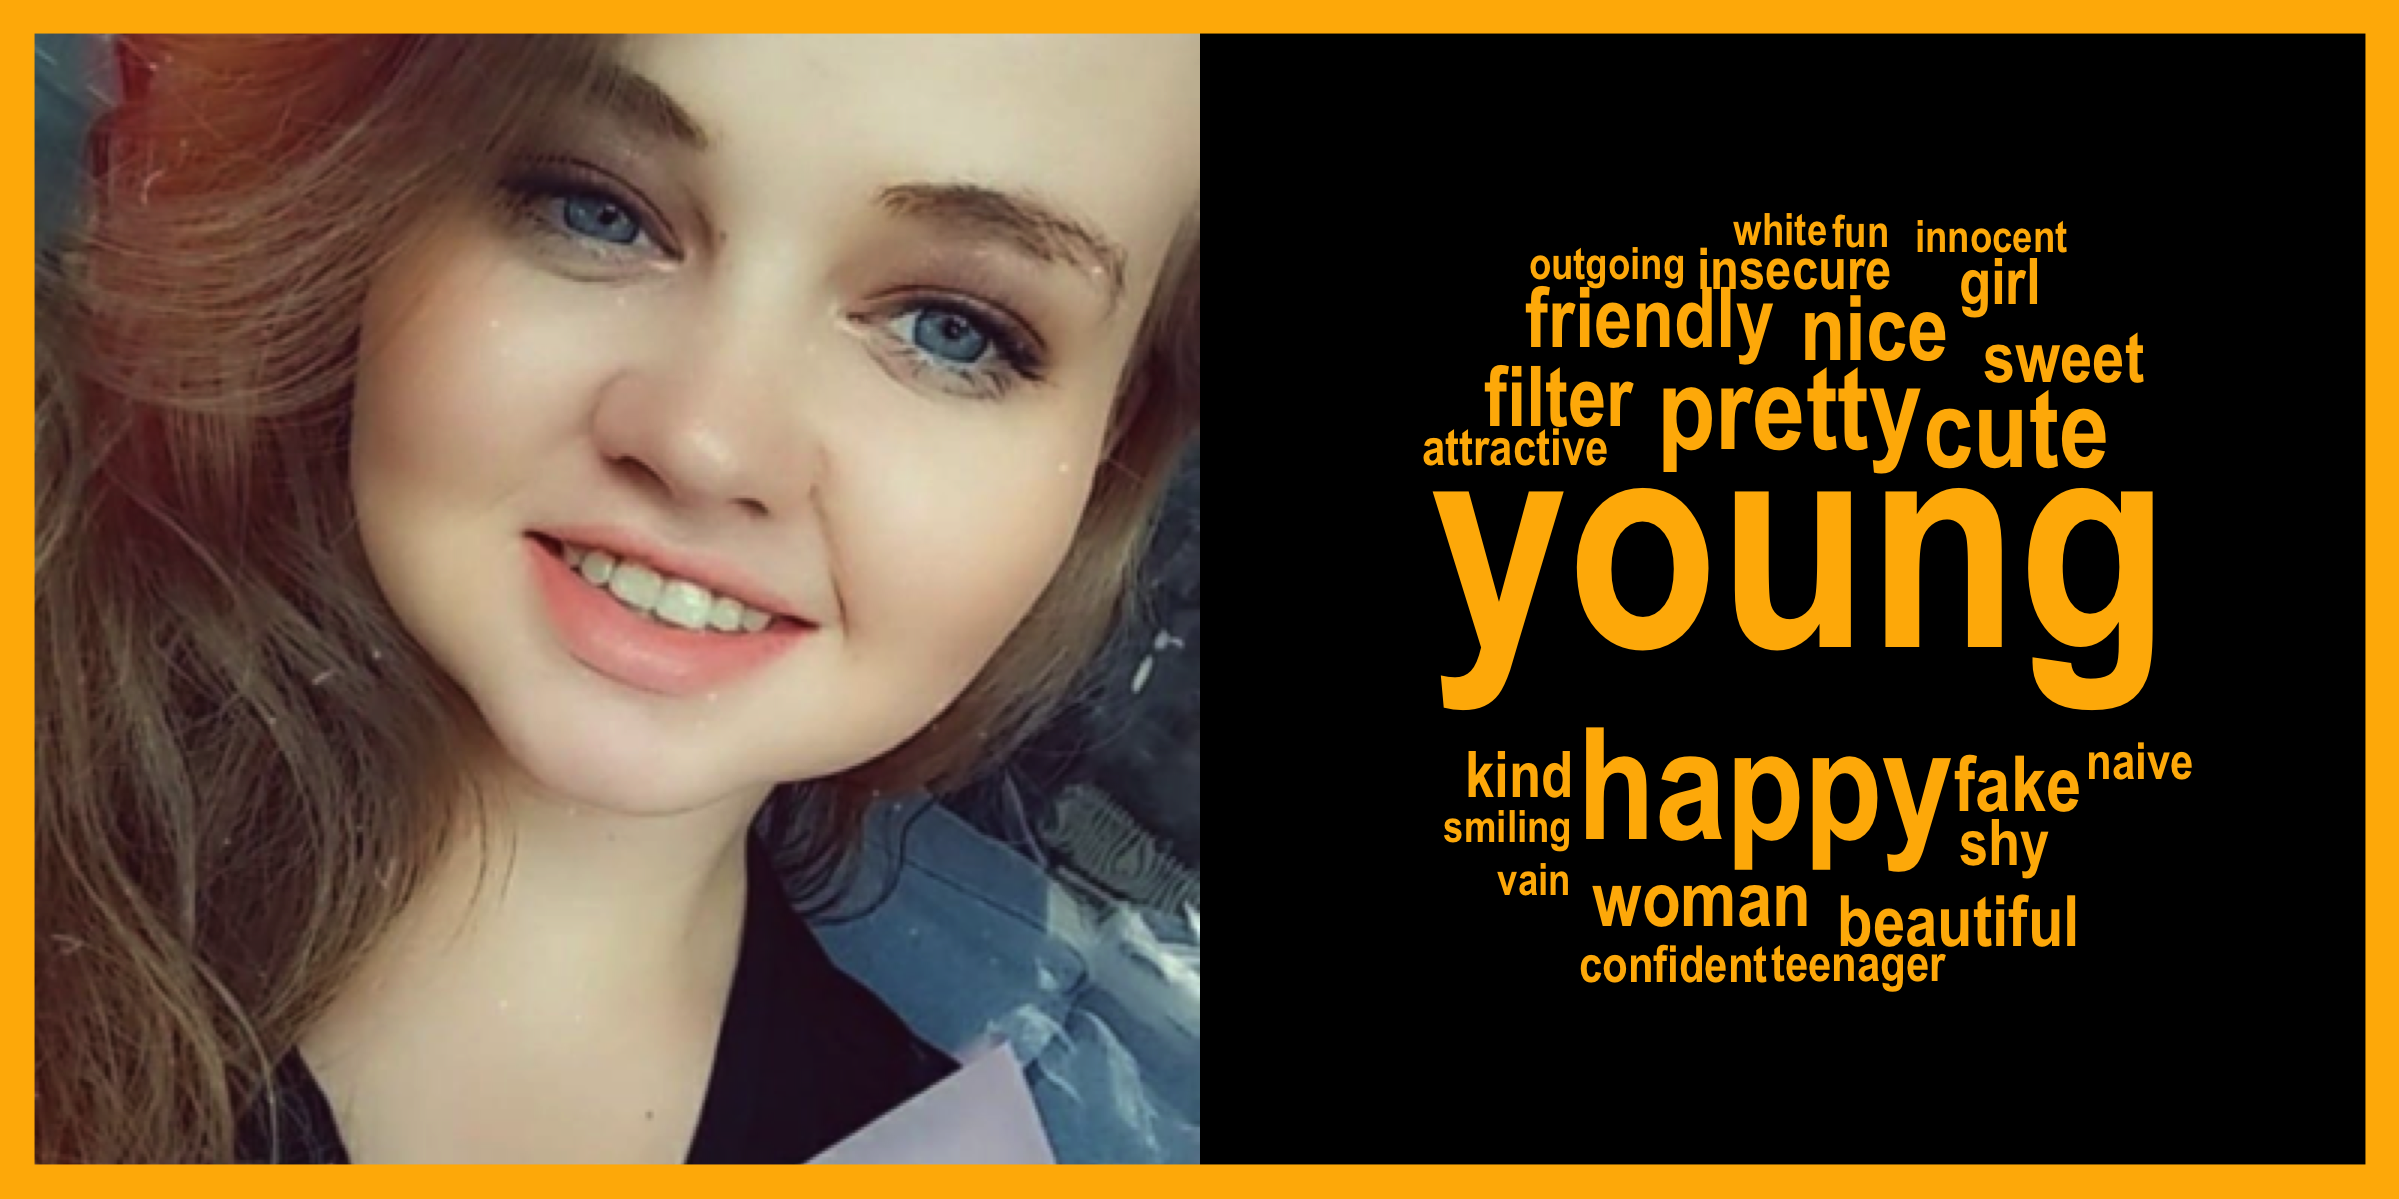 white fun innocent
outgoing insecure girl
friendly nice sweet
filter pretty cute
attractive
young
kind happy fake naive
smiling shy
vain woman beautiful
confident teenager